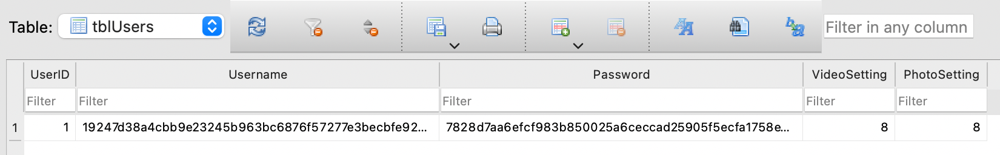 Table: tblUsers Filter in any column
UserID Username Password VideoSetting PhotoSetting
Filter Filter Filter Filter Filter
1 1 19247d38a4cbb9e23245b963bc6876f57277e3becbfe92... 7828d7aa6efcf983b850025a6ceccad25905f5ecfa1758e... 8 8